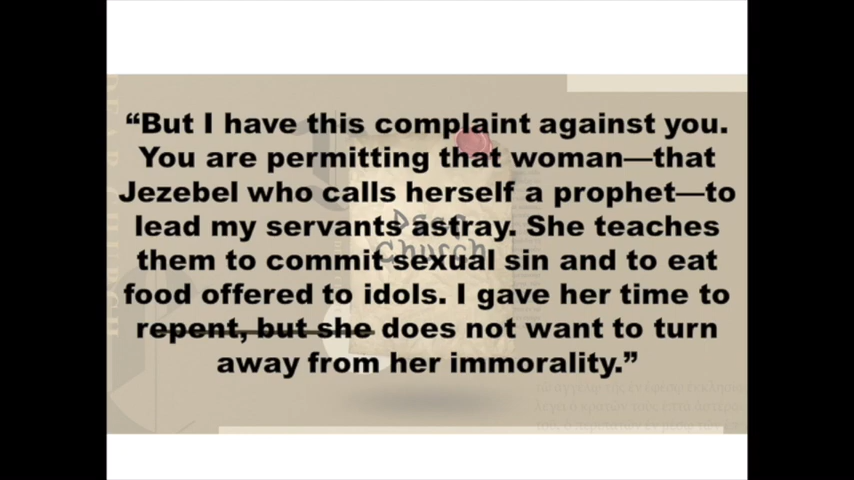 “But I have this complaint against you.
You are permitting that woman—that
Jezebel who calls herself a prophet—to
lead my servants astray. She teaches
them to commit sexual sin and to eat
food offered to idols. I gave her time to
repent, but she does not want to turn
away from her immorality.”
Dear
Church